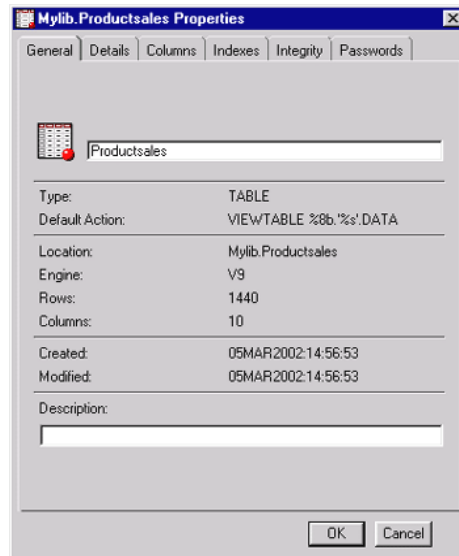 Mylib.Productsales Properties
General Details Columns Indexes Integrity Passwords
Productsales
Type: TABLE
Default Action: VIEWTABLE %8b.'%s'.DATA
Location: Mylib.Productsales
Engine: V9
Rows: 1440
Columns: 10
Created: 05MAR2002:14:56:53
Modified: 05MAR2002:14:56:53
Description:
OK Cancel